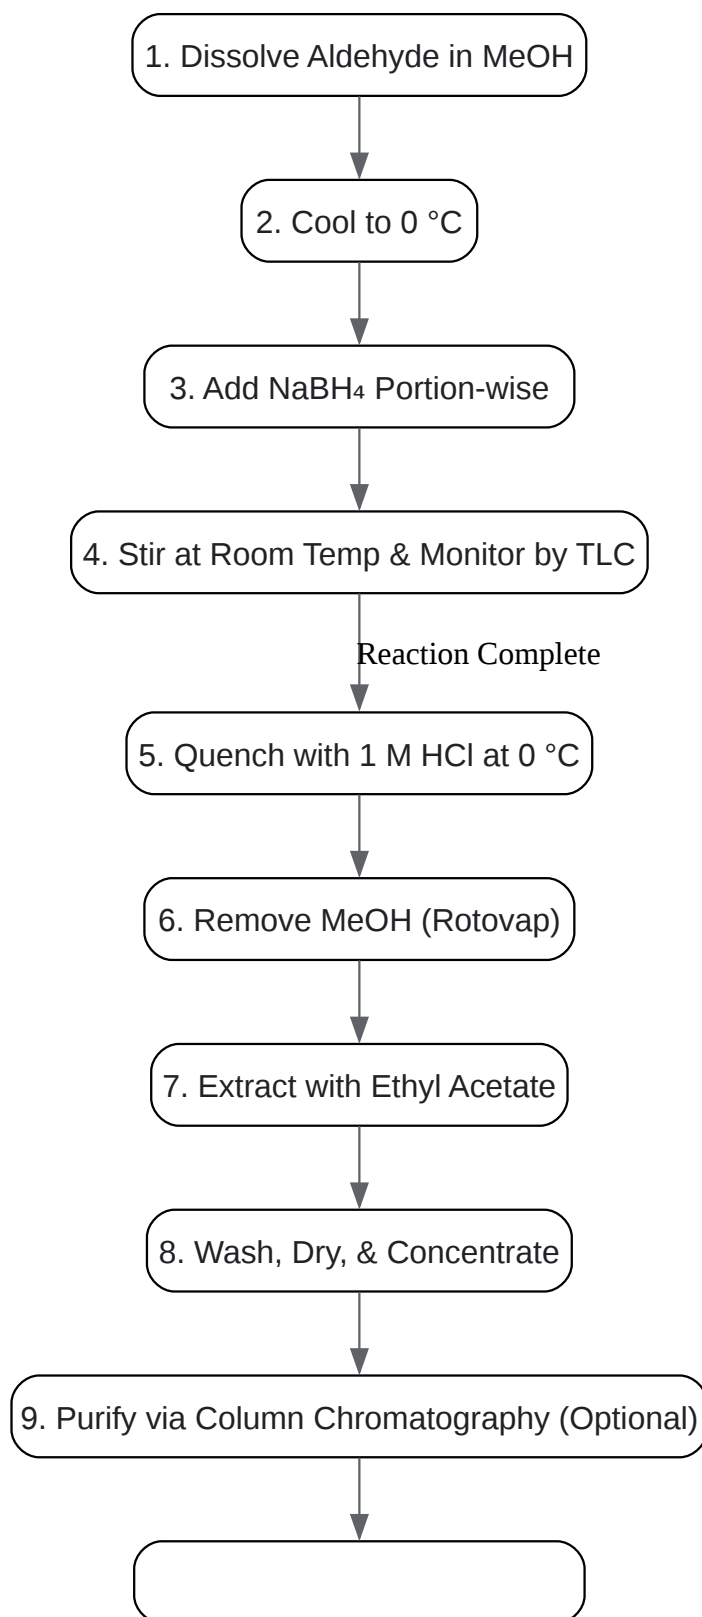 1. Dissolve Aldehyde in MeOH
2. Cool to 0 °C
3. Add NaBH₄ Portion-wise
4. Stir at Room Temp & Monitor by TLC
Reaction Complete
5. Quench with 1 M HCl at 0 °C
6. Remove MeOH (Rotovap)
7. Extract with Ethyl Acetate
8. Wash, Dry, & Concentrate
9. Purify via Column Chromatography (Optional)